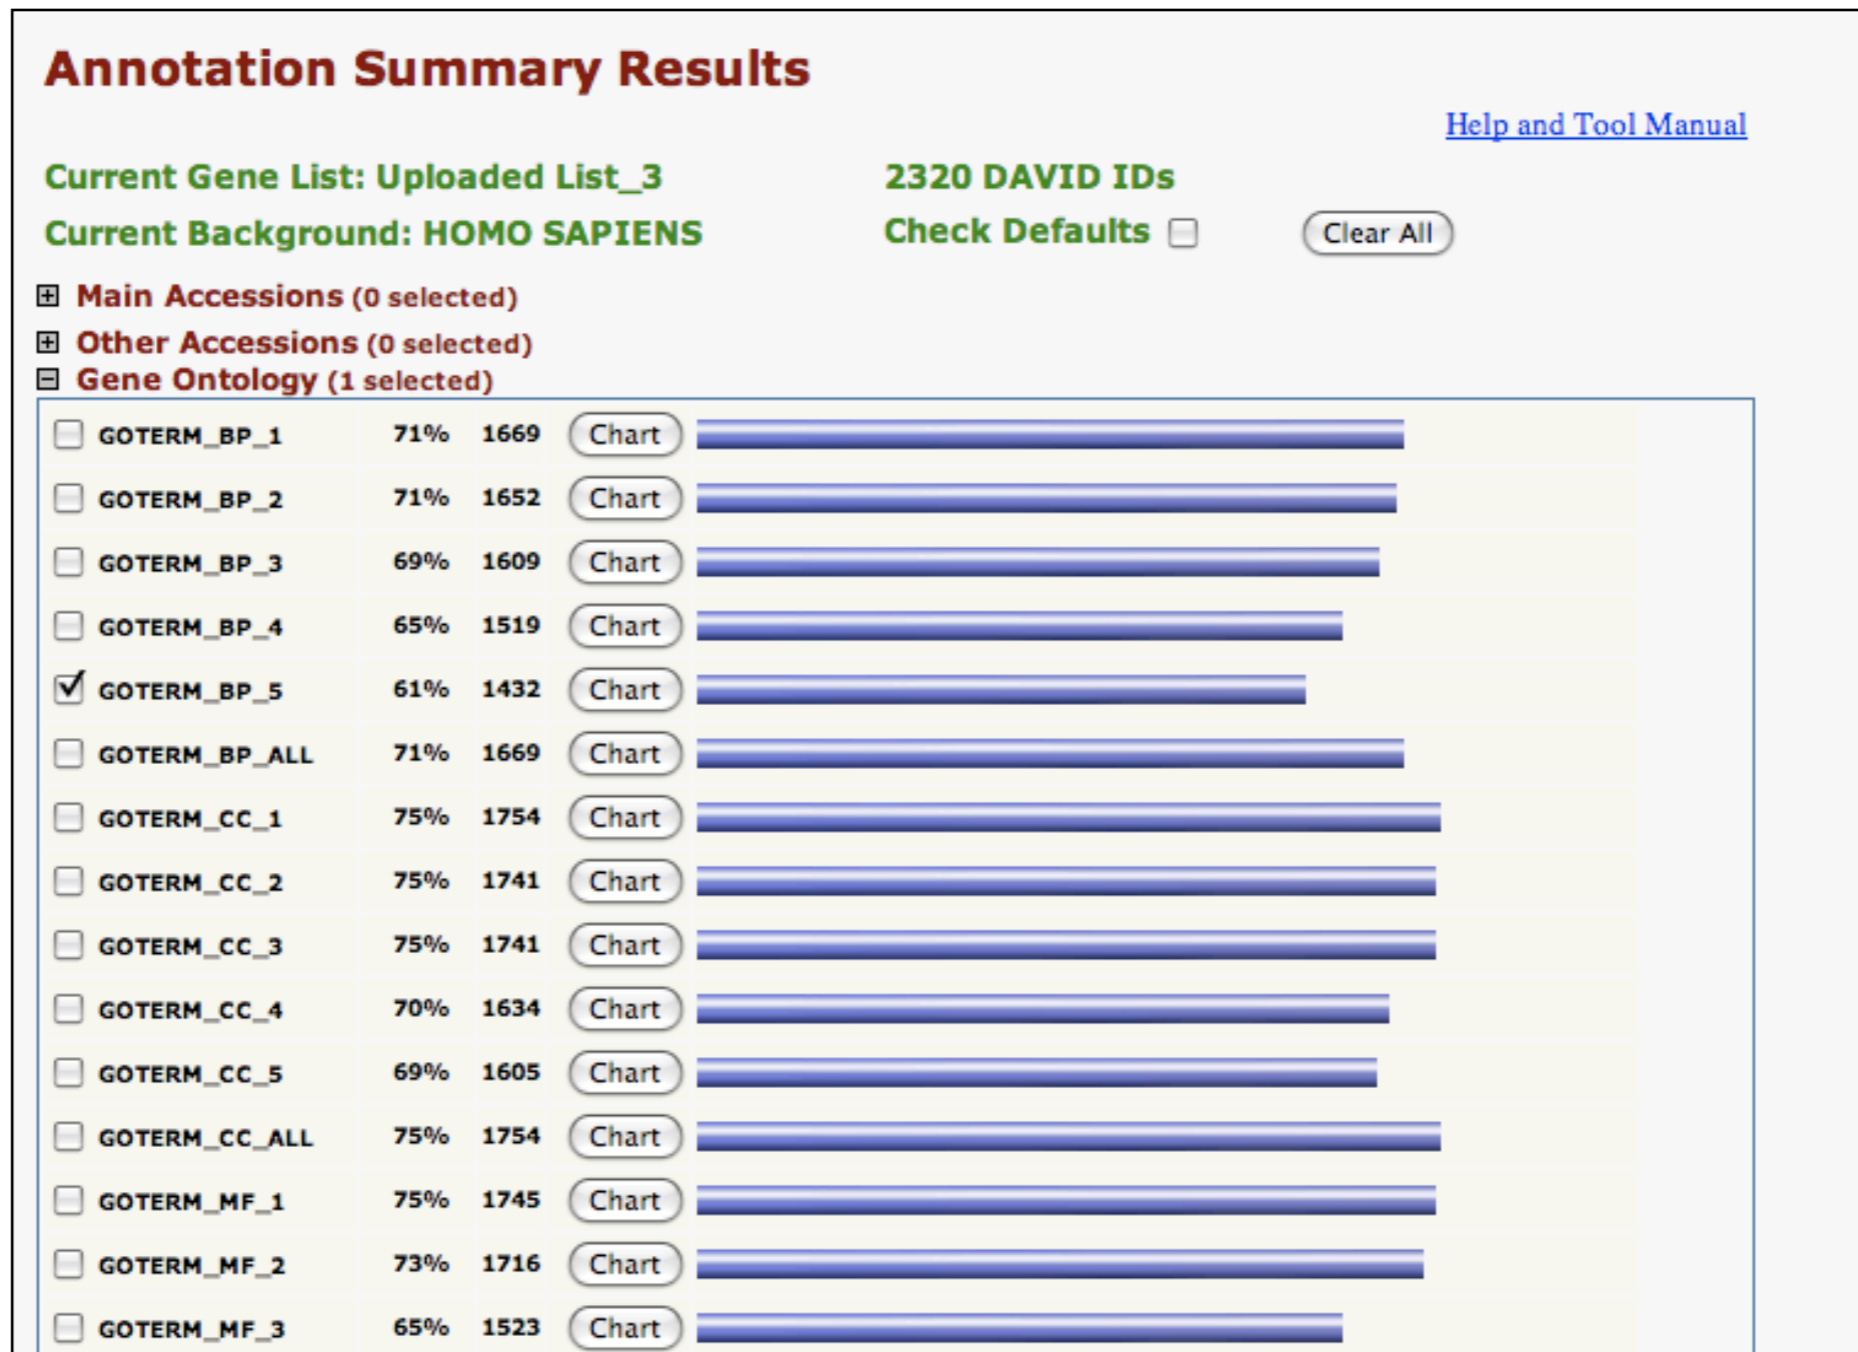 Annotation Summary Results
Help and Tool Manual
Current Gene List: Uploaded List_3 2320 DAVID IDs
Current Background: HOMO SAPIENS Check Defaults Clear All
Main Accessions (0 selected)
Other Accessions (0 selected)
Gene Ontology (1 selected)
GOTERM_BP_1 71% 1669 Chart
GOTERM_BP_2 71% 1652 Chart
GOTERM_BP_3 69% 1609 Chart
GOTERM_BP_4 65% 1519 Chart
GOTERM_BP_5 61% 1432 Chart
GOTERM_BP_ALL 71% 1669 Chart
GOTERM_CC_1 75% 1754 Chart
GOTERM_CC_2 75% 1741 Chart
GOTERM_CC_3 75% 1741 Chart
GOTERM_CC_4 70% 1634 Chart
GOTERM_CC_5 69% 1605 Chart
GOTERM_CC_ALL 75% 1754 Chart
GOTERM_MF_1 75% 1745 Chart
GOTERM_MF_2 73% 1716 Chart
GOTERM_MF_3 65% 1523 Chart